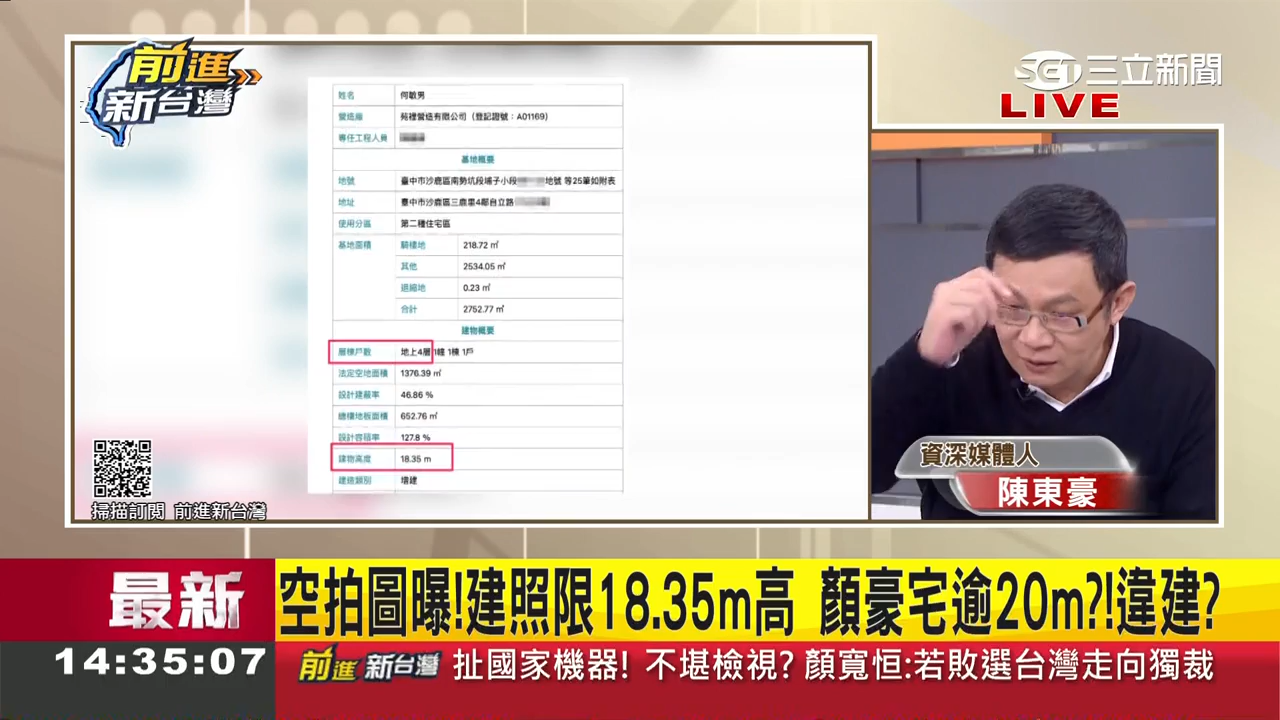 前進
新台灣
SET 三立新聞
LIVE
姓名 何敏男
營造廠 苑裡營造有限公司（登記證號：A01169）
專任工程人員
基地概要
地號 臺中市沙鹿區南勢坑段埔子小段 地號 等25筆如附表
地址 臺中市沙鹿區三鹿里4鄰自立路
使用分區 第二種住宅區
基地面積 騎樓地 218.72 ㎡
其他 2534.05 ㎡
退縮地 0.23 ㎡
合計 2752.77 ㎡
建物概要
層棟戶數 地上4層 1幢 1棟 1戶
法定空地面積 1376.39 ㎡
設計建蔽率 46.86 %
總樓地板面積 652.76 ㎡
設計容積率 127.8 %
建物高度 18.35 m
建造類別 增建
掃描訂閱 前進新台灣
資深媒體人
陳東豪
最新
空拍圖曝!建照限18.35m高 顏豪宅逾20m?!違建?
14:35:07
前進新台灣 扯國家機器! 不堪檢視? 顏寬恒:若敗選台灣走向獨裁